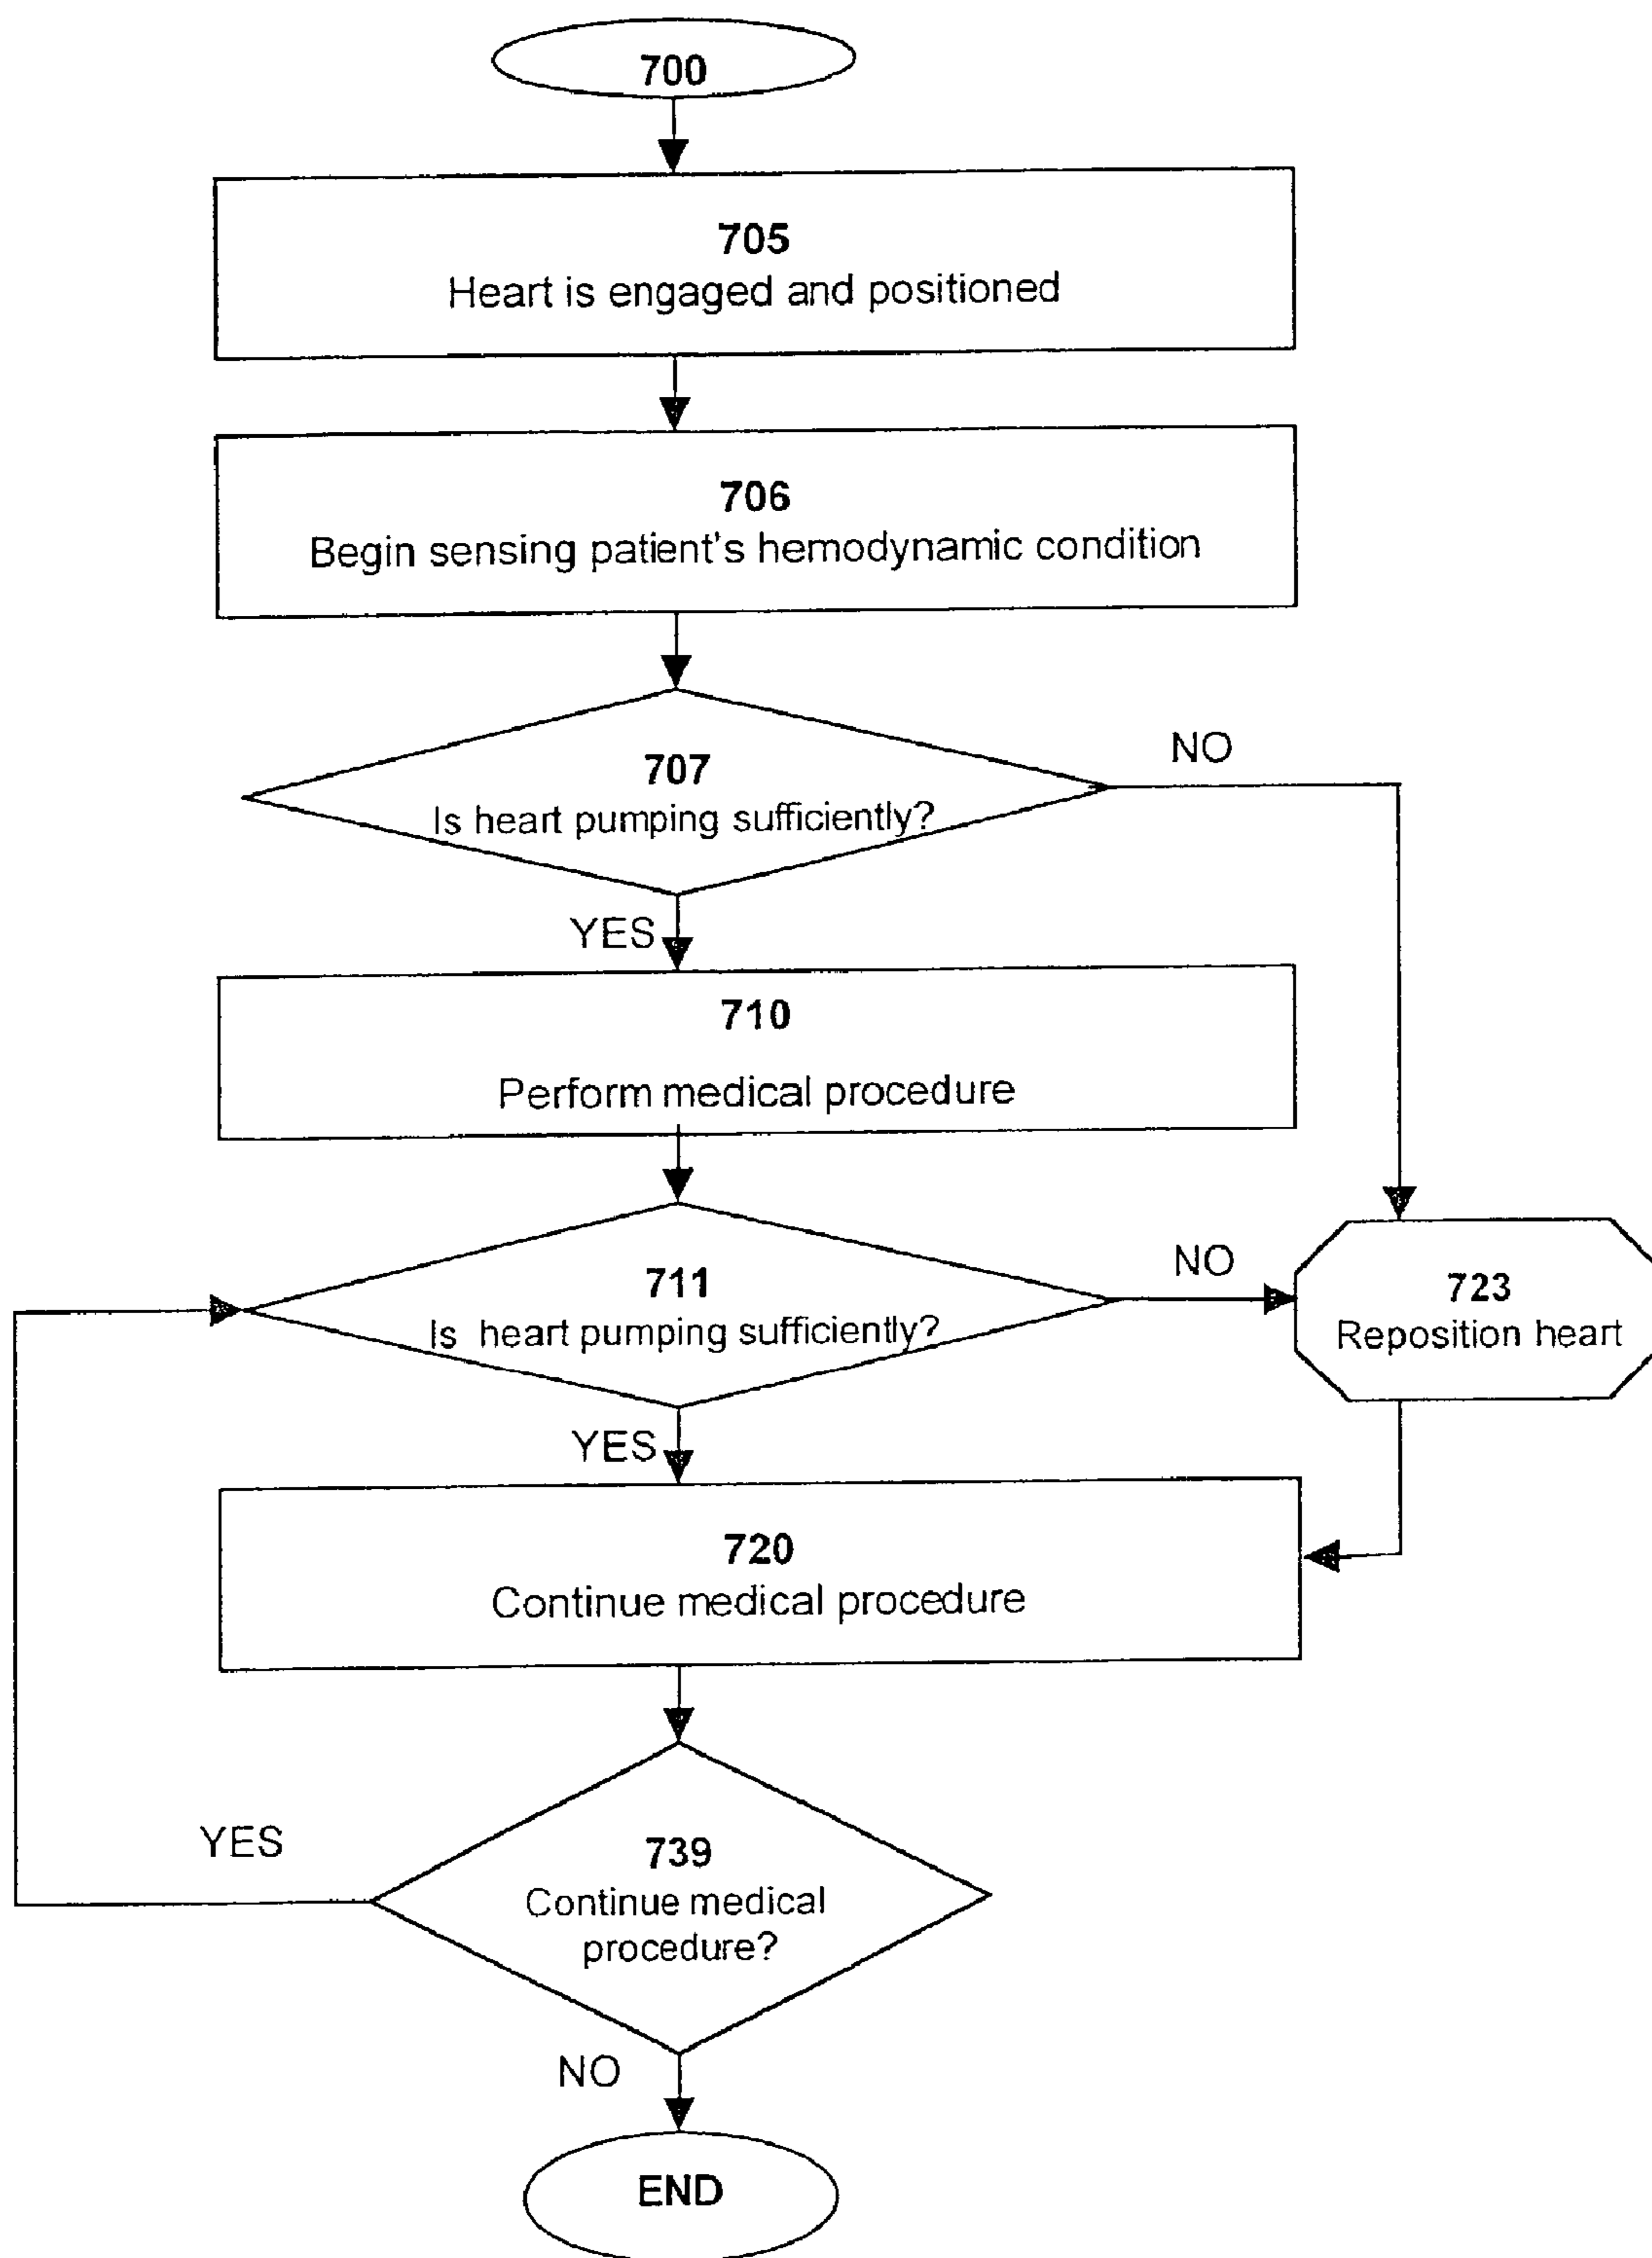 700
705
Heart is engaged and positioned
706
Begin sensing patient's hemodynamic condition
707
Is heart pumping sufficiently?
NO
YES
710
Perform medical procedure
711
Is heart pumping sufficiently?
NO
723
Reposition heart
YES
720
Continue medical procedure
739
Continue medical
procedure?
YES
NO
END